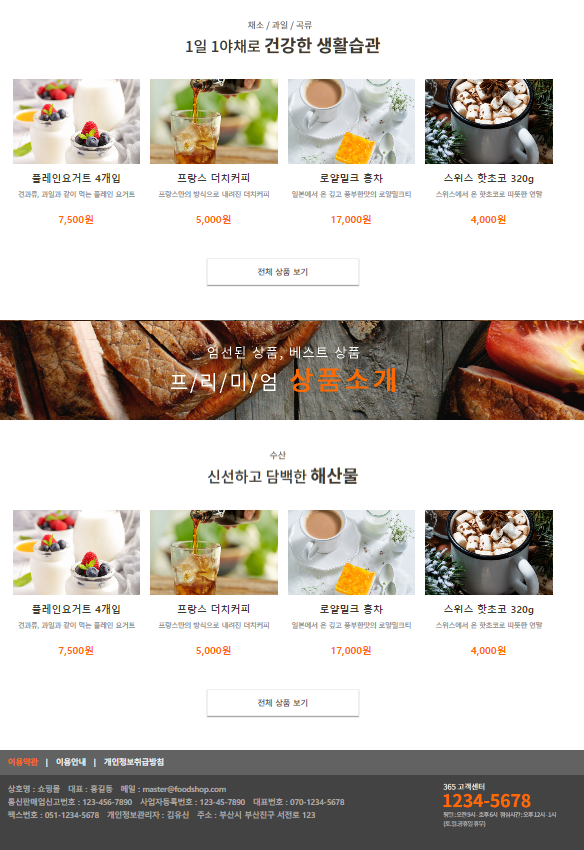 채소 / 과일 / 곡류
1일 1야채로 건강한 생활습관
플레인요거트 4개입
견과류, 과일과 같이 먹는 플레인 요거트
7,500원
프랑스 더치커피
프랑스만의 방식으로 내려진 더치커피
5,000원
로얄밀크 홍차
일본에서 온 깊고 풍부한맛의 로얄밀크티
17,000원
스위스 핫초코 320g
스위스에서 온 핫초코로 따뜻한 연말
4,000원
전체 상품 보기
엄선된 상품, 베스트 상품
프/리/미/엄 상품소개
수산
신선하고 담백한 해산물
플레인요거트 4개입
견과류, 과일과 같이 먹는 플레인 요거트
7,500원
프랑스 더치커피
프랑스만의 방식으로 내려진 더치커피
5,000원
로얄밀크 홍차
일본에서 온 깊고 풍부한맛의 로얄밀크티
17,000원
스위스 핫초코 320g
스위스에서 온 핫초코로 따뜻한 연말
4,000원
전체 상품 보기
이용약관 | 이용안내 | 개인정보취급방침
상호명 : 쇼핑몰 대표 : 홍길동 메일 : master@foodshop.com
통신판매업신고번호 : 123-456-7890 사업자등록번호 : 123-45-7890 대표번호 : 070-1234-5678
팩스번호 : 051-1234-5678 개인정보관리자 : 김유신 주소 : 부산시 부산진구 서전로 123
365 고객센터
1234-5678
평일 : 오전 9시 - 오후 6시 점심시간 : 오후 12시 - 1시
(토.일.공휴일 휴무)